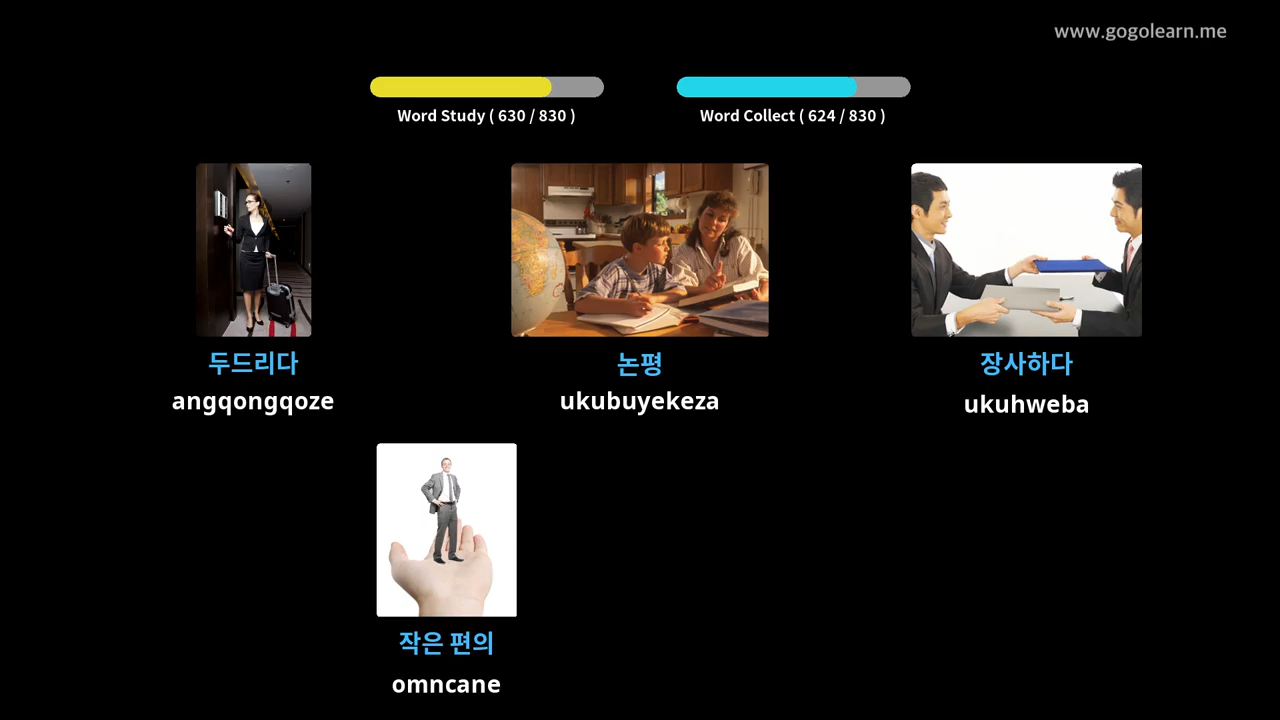 www.gogolearn.me
Word Study ( 630 / 830 )
Word Collect ( 624 / 830 )
두드리다
angqongqoze
논평
ukubuyekeza
장사하다
ukuhweba
작은 편의
omncane